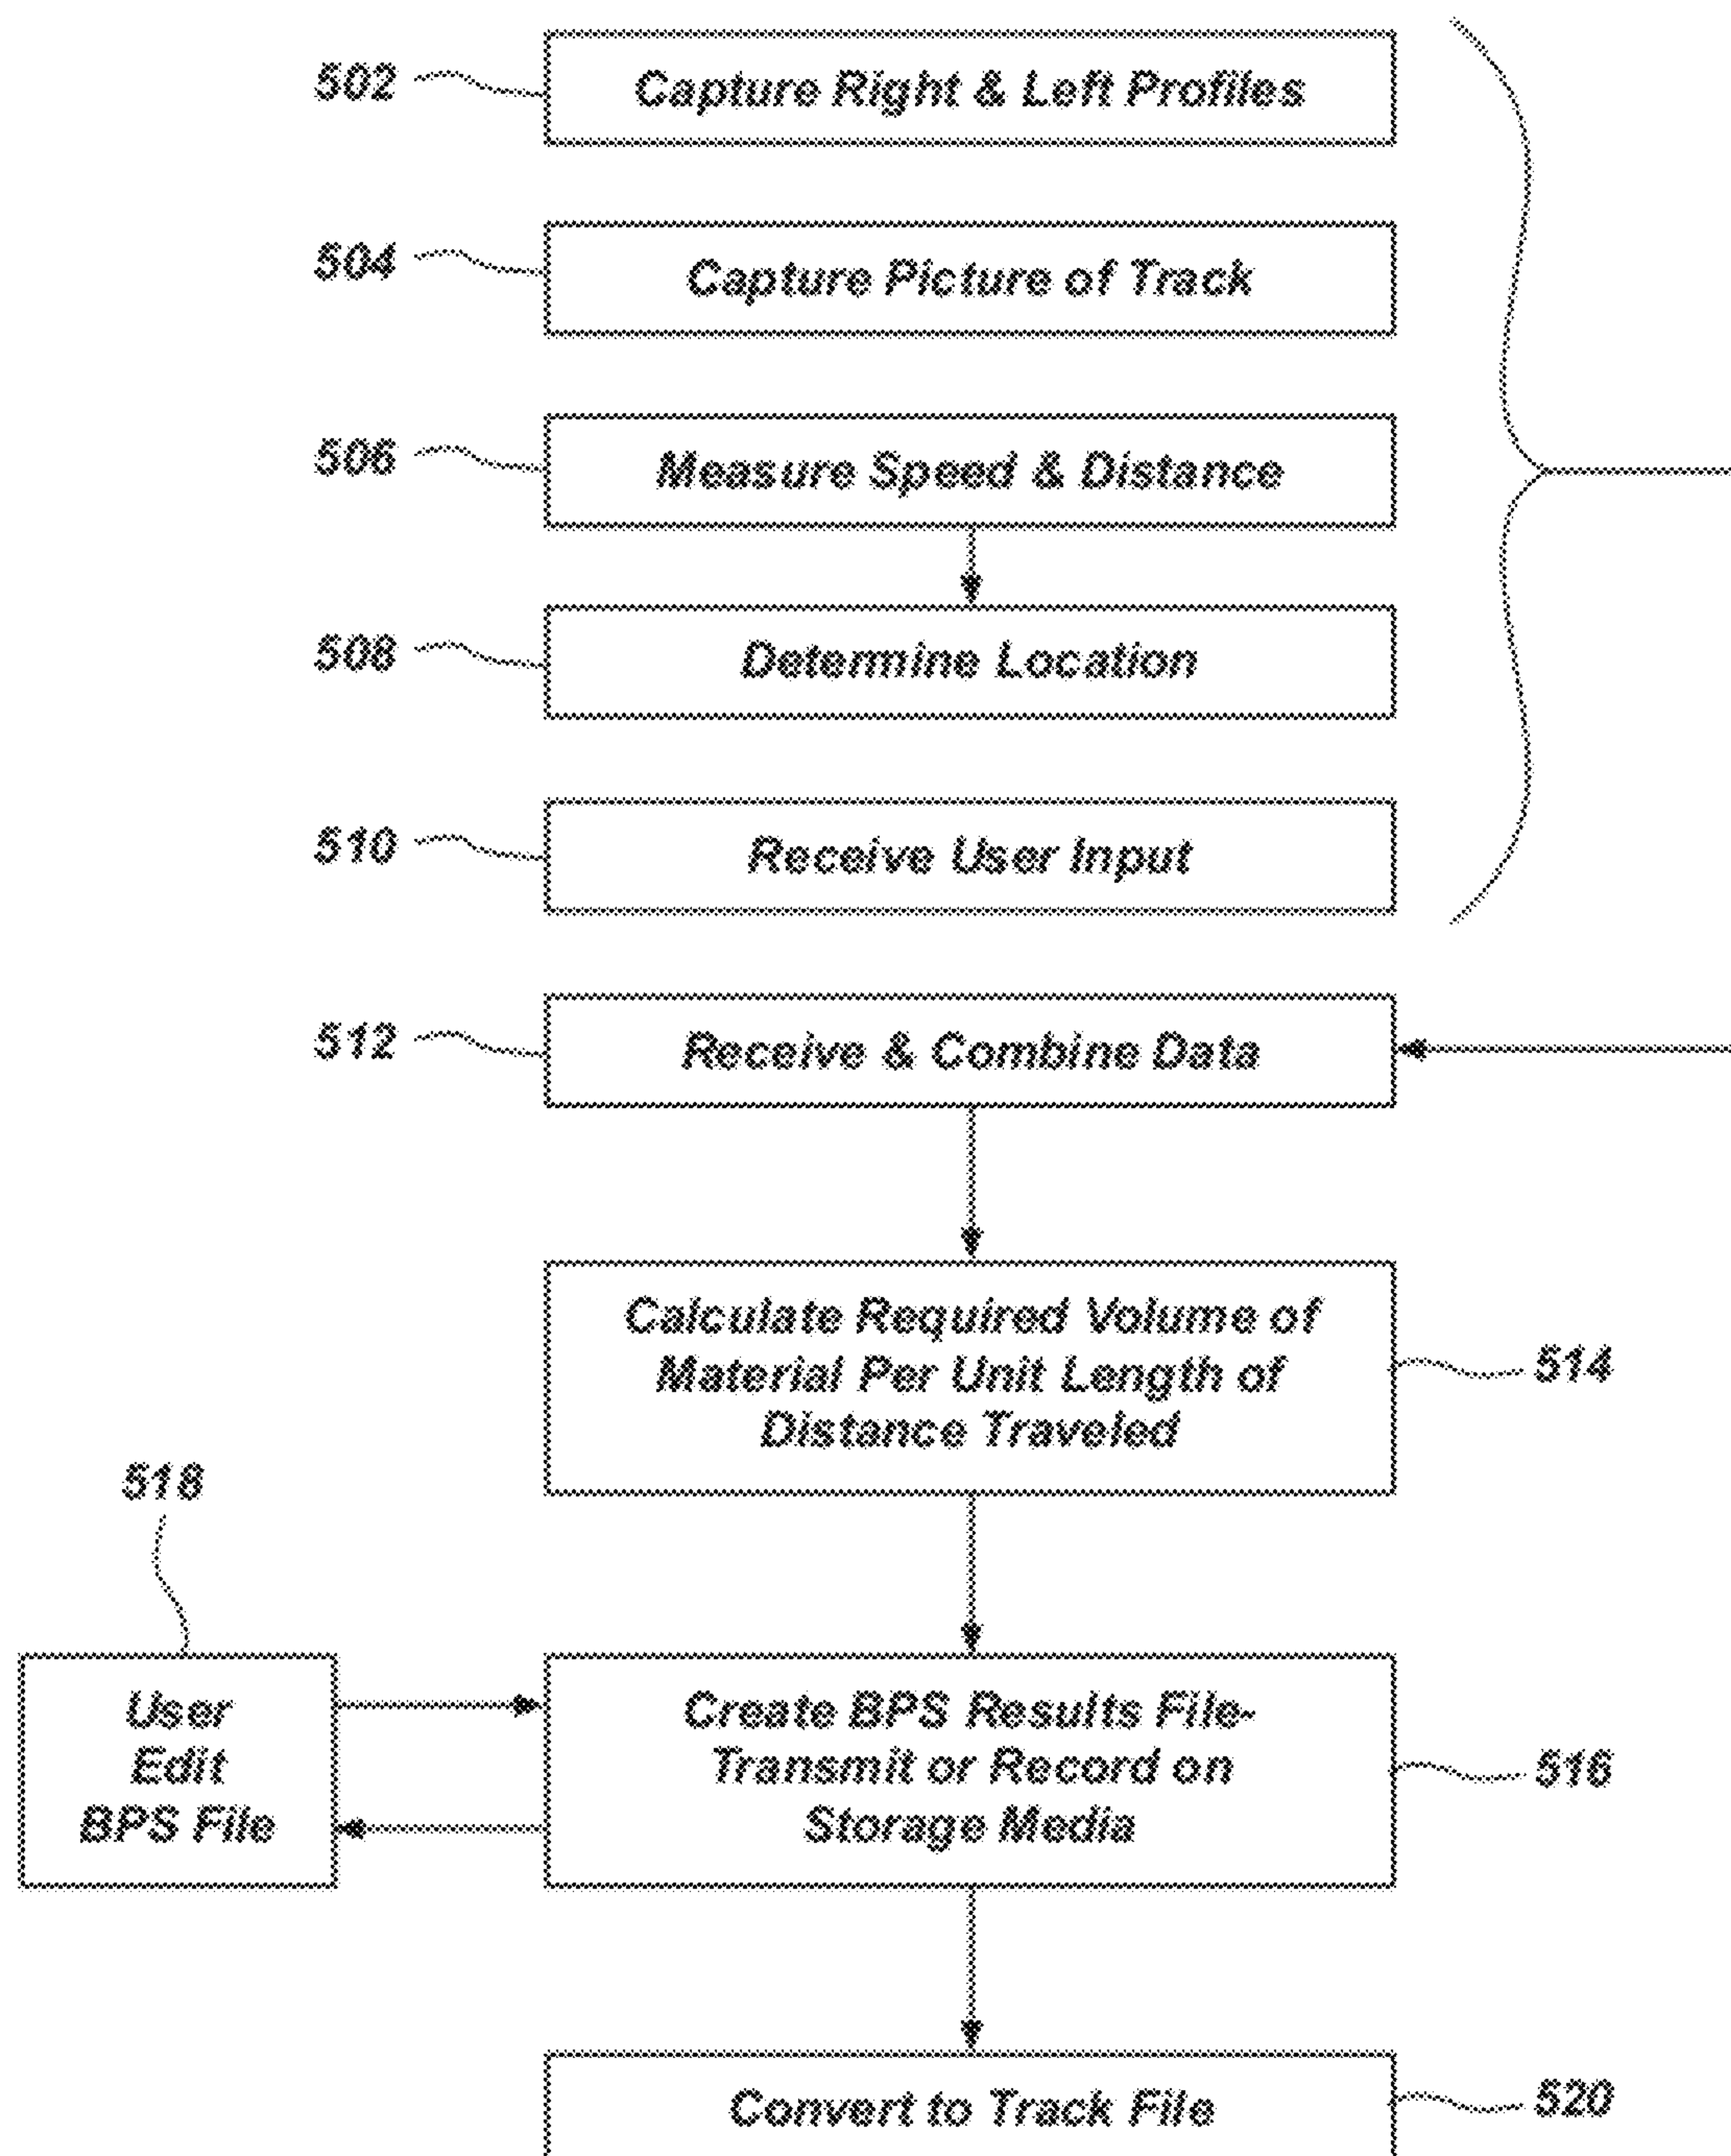 502
Capture Right & Left Profiles
504
Capture Picture of Track
506
Measure Speed & Distance
508
Determine Location
510
Receive User Input
512
Receive & Combine Data
Calculate Required Volume of
Material Per Unit Length of
Distance Traveled
514
518
User
Edit
BPS File
Create BPS Results File-
Transmit or Record on
Storage Media
516
Convert to Track File
520